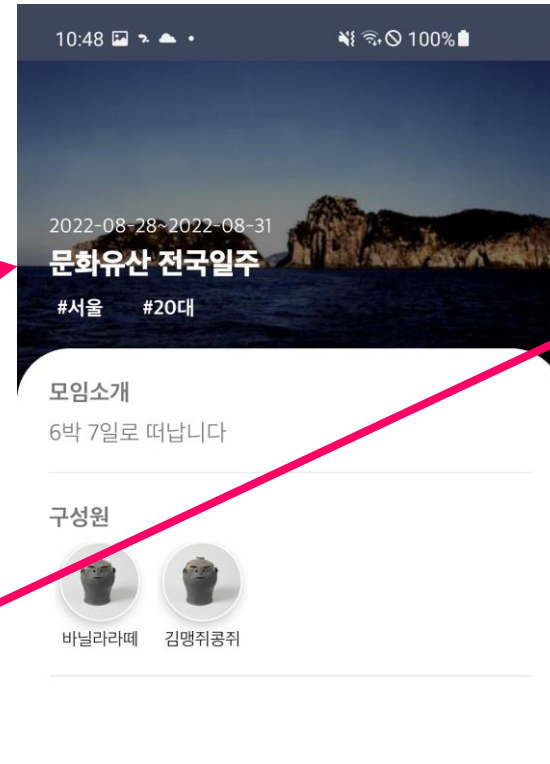 10:48
100%
2022-08-28~2022-08-31
문화유산 전국일주
#서울 #20대
모임소개
6박 7일로 떠납니다
구성원
바닐라라떼 김맹쥐콩쥐